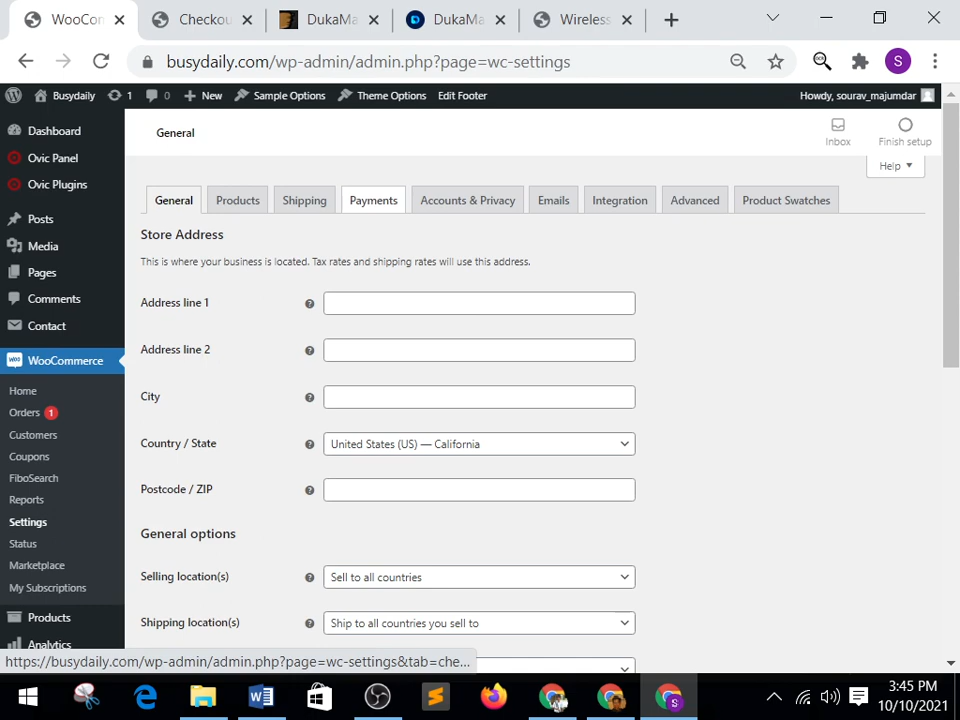 WooCom
Checkou
DukaMa
DukaMa
Wireless
busydaily.com/wp-admin/admin.php?page=wc-settings
S
Busydaily
1
0
New
Sample Options
Theme Options
Edit Footer
Howdy, sourav_majumdar
Dashboard
Ovic Panel
Ovic Plugins
Posts
Media
Pages
Comments
Contact
WooCommerce
Home
Orders 1
Customers
Coupons
FiboSearch
Reports
Settings
Status
Marketplace
My Subscriptions
Products
Analytics
General
Inbox
Finish setup
Help
General
Products
Shipping
Payments
Accounts & Privacy
Emails
Integration
Advanced
Product Swatches
Store Address
This is where your business is located. Tax rates and shipping rates will use this address.
Address line 1
Address line 2
City
Country / State
United States (US) — California
Postcode / ZIP
General options
Selling location(s)
Sell to all countries
Shipping location(s)
Ship to all countries you sell to
https://busydaily.com/wp-admin/admin.php?page=wc-settings&tab=che...
3:45 PM
10/10/2021